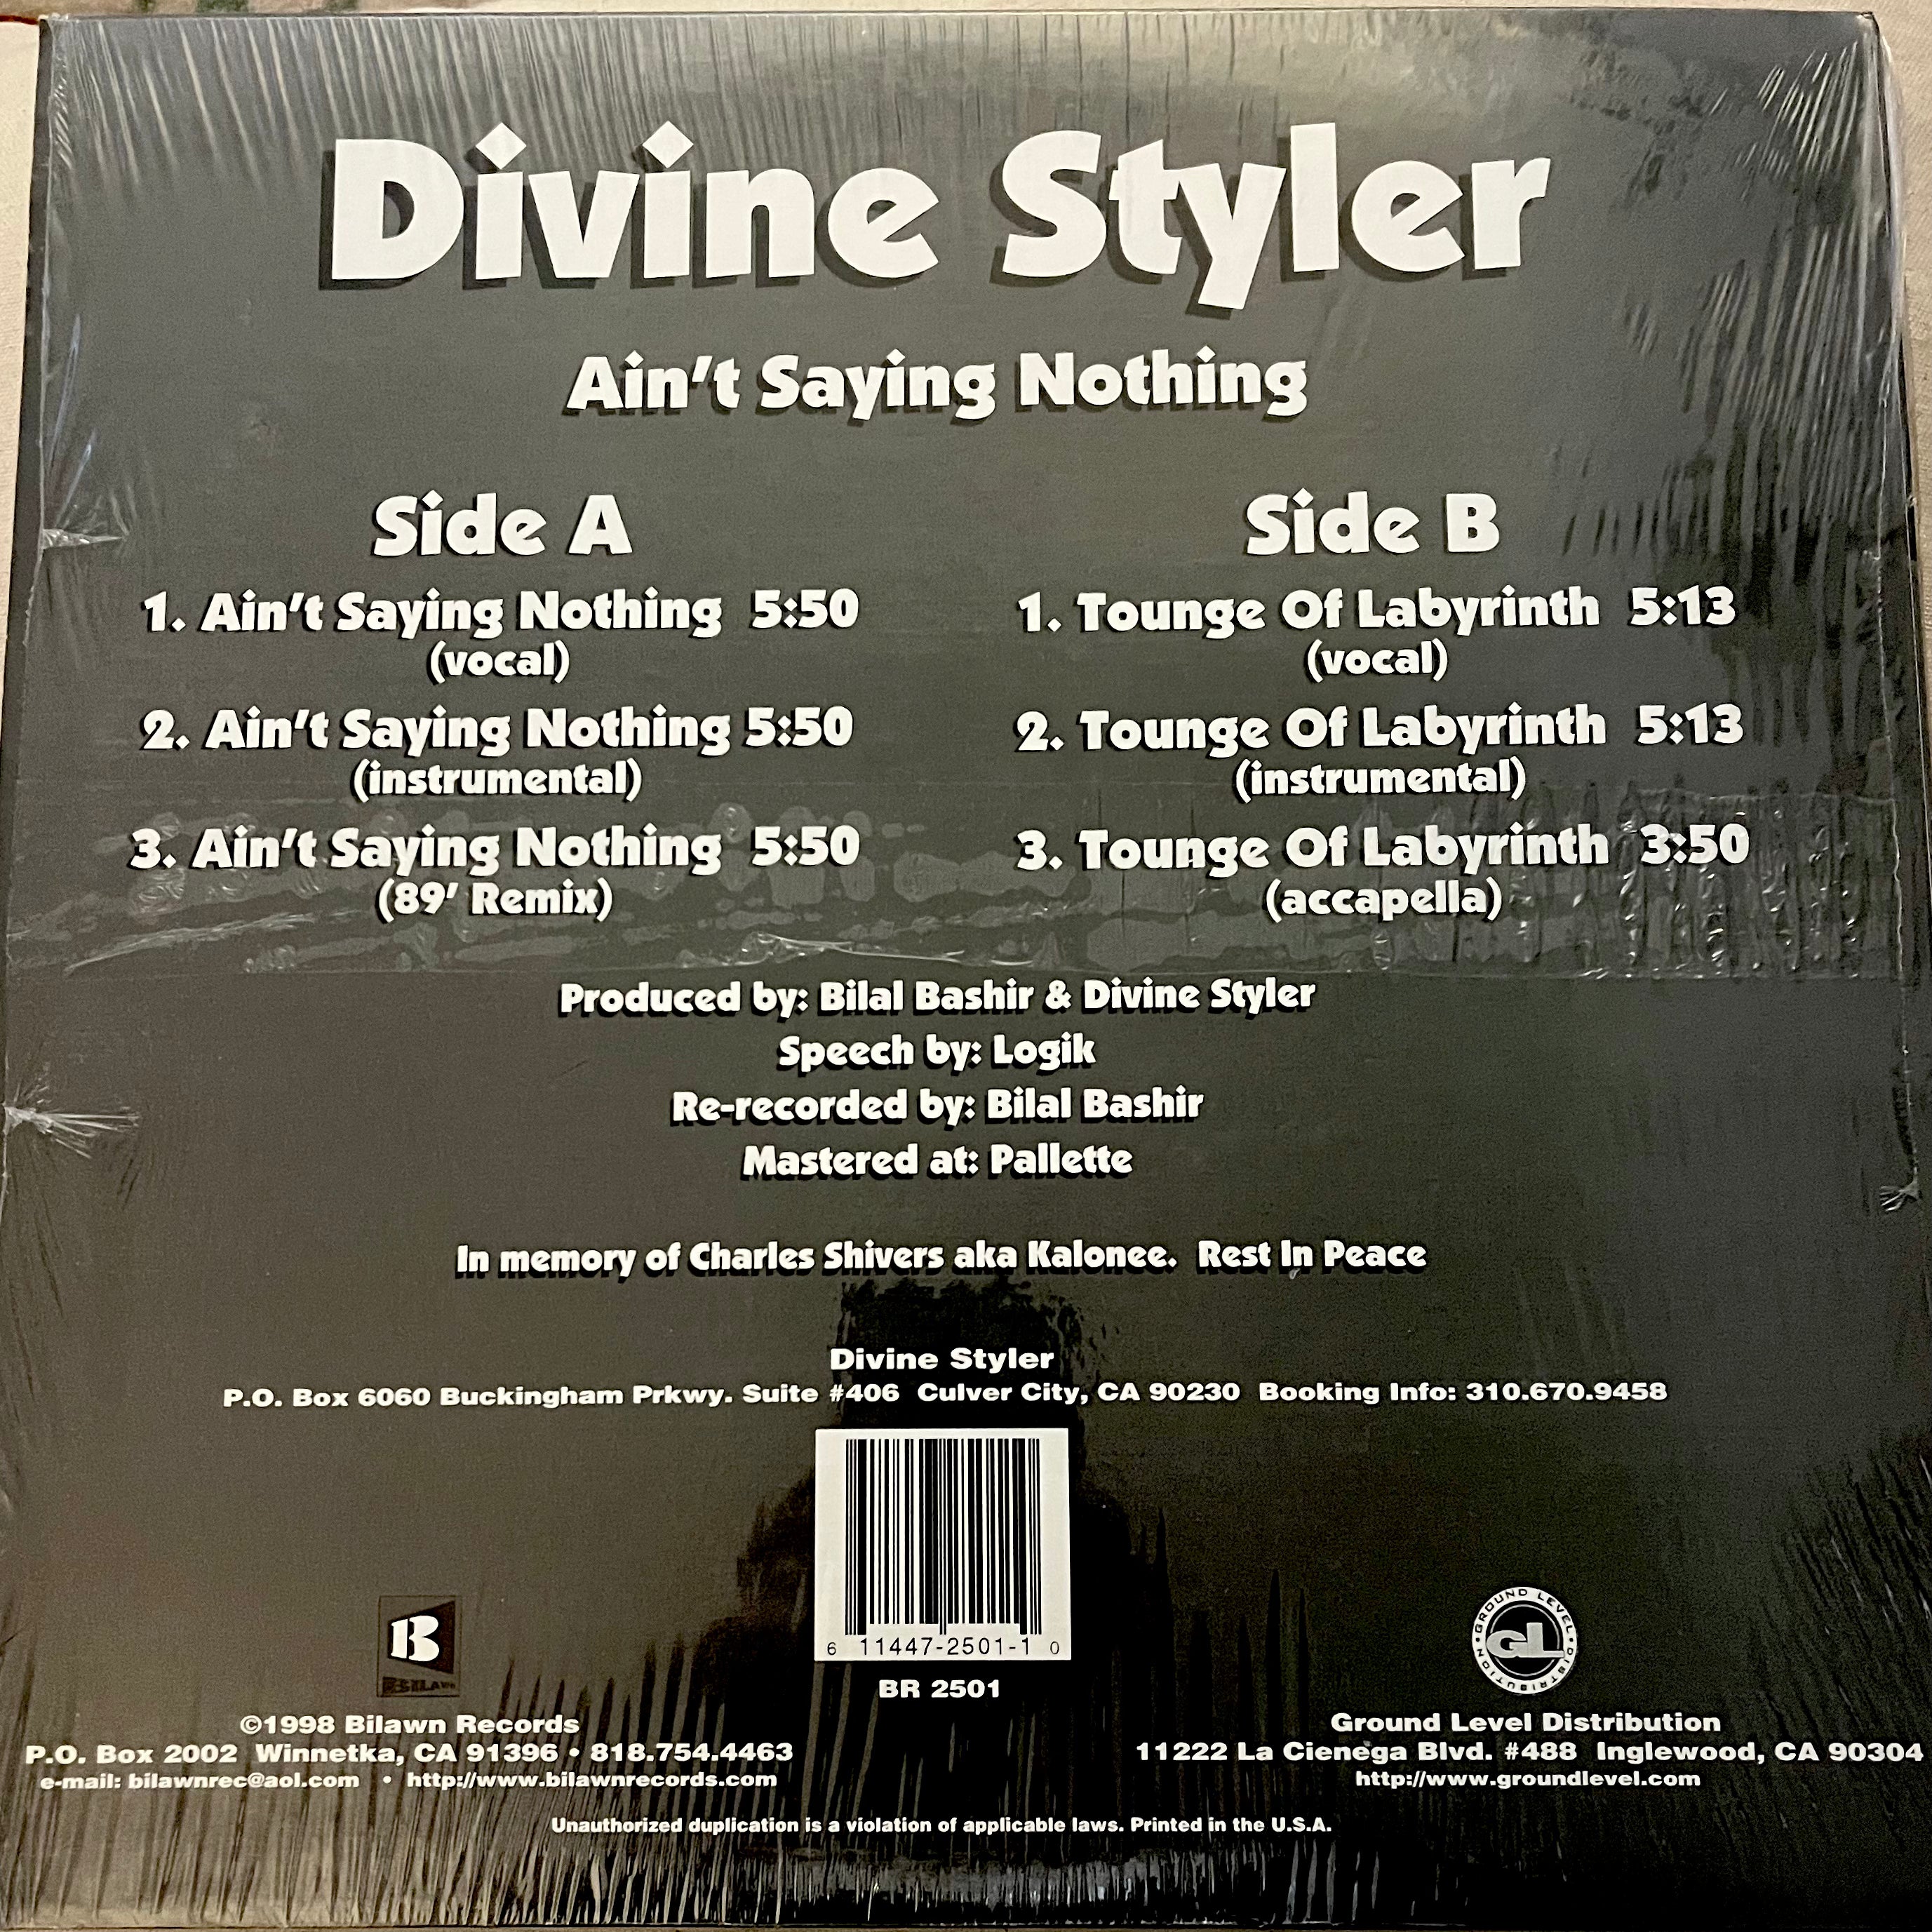 Divine Styler
Ain't Saying Nothing
Side A
1. Ain't Saying Nothing 5:50
(vocal)
2. Ain't Saying Nothing 5:50
(instrumental)
3. Ain't Saying Nothing 5:50
(89' Remix)
Side B
1. Tounge Of Labyrinth 5:13
(vocal)
2. Tounge Of Labyrinth 5:13
(instrumental)
3. Tounge Of Labyrinth 3:50
(accapella)
Produced by: Bilal Bashir & Divine Styler
Speech by: Logik
Re-recorded by: Bilal Bashir
Mastered at: Pallette
In memory of Charles Shivers aka Kalonee. Rest In Peace
Divine Styler
P.O. Box 6060 Buckingham Prkwy. Suite #406 Culver City, CA 90230 Booking Info: 310.670.9458
6 11447-2501-1 0
BR 2501
B
BILAWN
©1998 Bilawn Records
P.O. Box 2002 Winnetka, CA 91396 • 818.754.4463
e-mail: bilawnrec@aol.com • http://www.bilawnrecords.com
GROUND LEVEL
GL
DISTRIBUTION
Ground Level Distribution
11222 La Cienega Blvd. #488 Inglewood, CA 90304
http://www.groundlevel.com
Unauthorized duplication is a violation of applicable laws. Printed in the U.S.A.